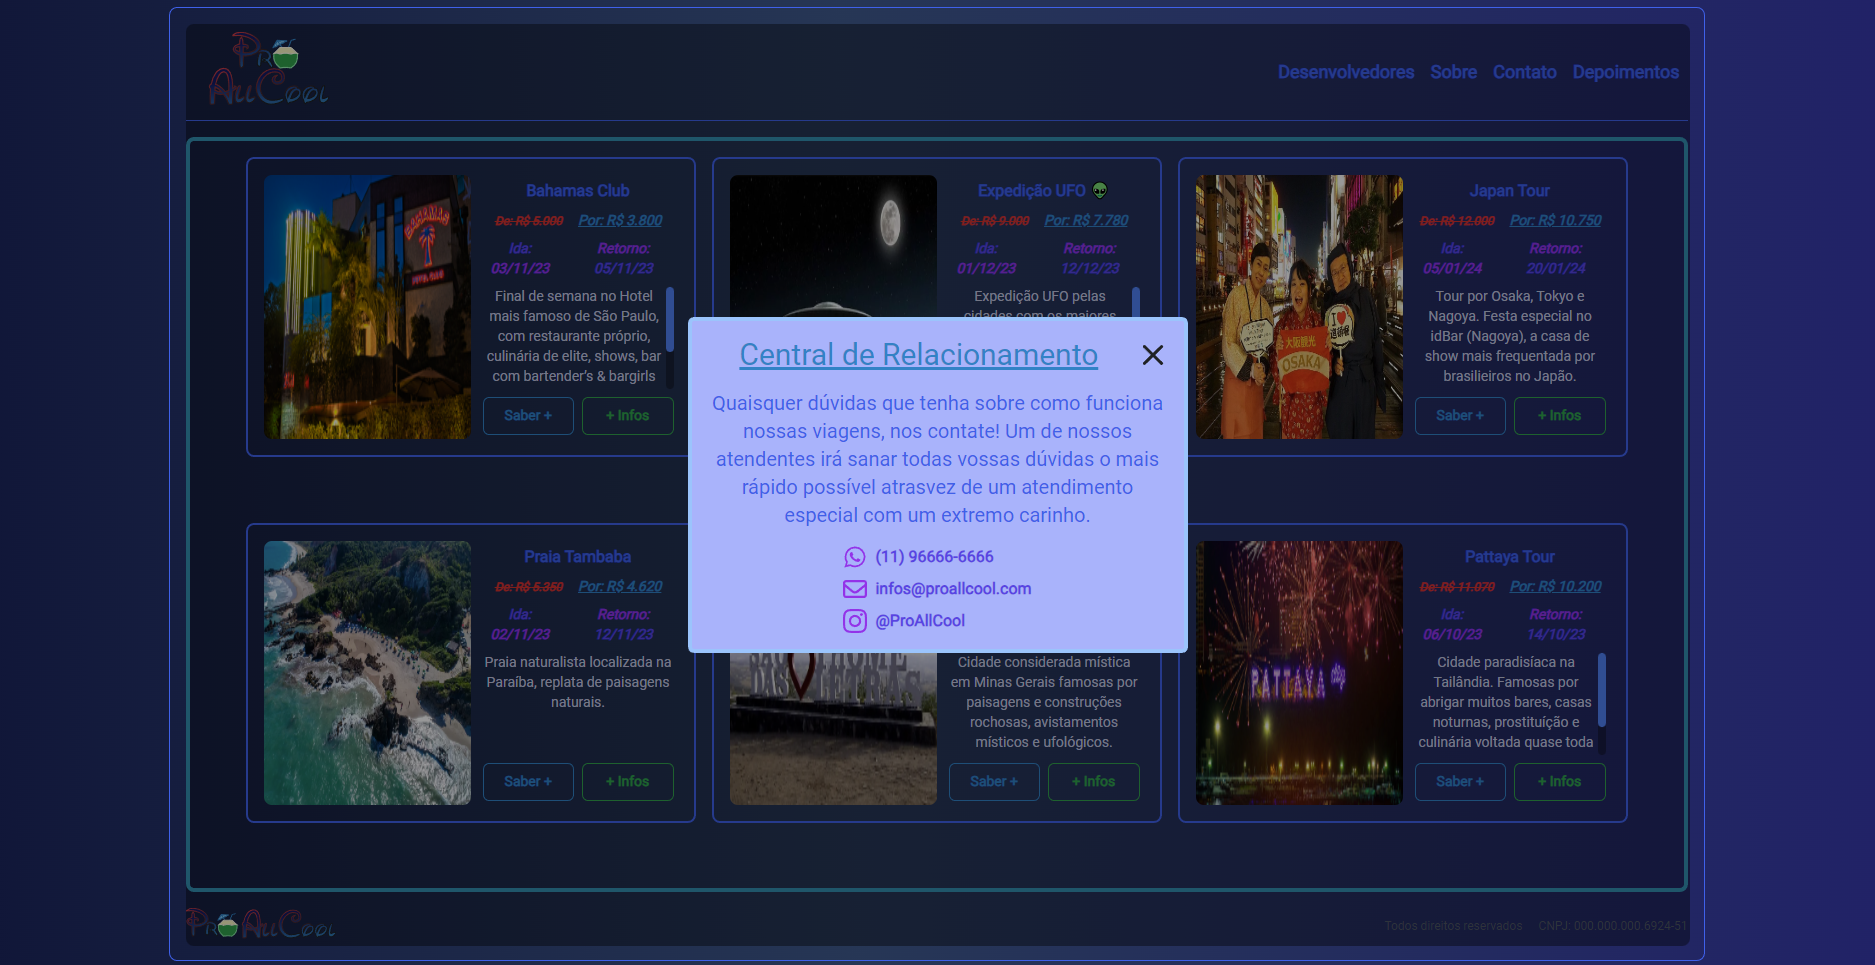 Pro
AllCool
Desenvolvedores Sobre Contato Depoimentos
Bahamas Club
De: R$ 5.000 Por: R$ 3.800
Ida: Retorno:
03/11/23 05/11/23
Final de semana no Hotel
mais famoso de São Paulo,
com restaurante próprio,
culinária de elite, shows, bar
com bartender's & bargirls
Saber + + Infos
BAHAMAS
Expedição UFO 👽
De: R$ 9.000 Por: R$ 7.780
Ida: Retorno:
01/12/23 12/12/23
Expedição UFO pelas
cidades com os maiores
Japan Tour
De: R$ 12.000 Por: R$ 10.750
Ida: Retorno:
05/01/24 20/01/24
Tour por Osaka, Tokyo e
Nagoya. Festa especial no
idBar (Nagoya), a casa de
show mais frequentada por
brasilieiros no Japão.
Saber + + Infos
大阪観光
OSAKA
Central de Relacionamento
Quaisquer dúvidas que tenha sobre como funciona
nossas viagens, nos contate! Um de nossos
atendentes irá sanar todas vossas dúvidas o mais
rápido possível atrasvez de um atendimento
especial com um extremo carinho.
(11) 96666-6666
infos@proallcool.com
@ProAllCool
Praia Tambaba
De: R$ 5.350 Por: R$ 4.620
Ida: Retorno:
02/11/23 12/11/23
Praia naturalista localizada na
Paraíba, replata de paisagens
naturais.
Saber + + Infos
DAS LETRAS
Cidade considerada mística
em Minas Gerais famosas por
paisagens e construções
rochosas, avistamentos
místicos e ufológicos.
Saber + + Infos
Pattaya Tour
De: R$ 11.070 Por: R$ 10.200
Ida: Retorno:
06/10/23 14/10/23
Cidade paradisíaca na
Tailândia. Famosas por
abrigar muitos bares, casas
noturnas, prostituíção e
culinária voltada quase toda
Saber + + Infos
PATTAYA
Pro AllCool
Todos direitos reservados CNPJ: 000.000.000.6924-51